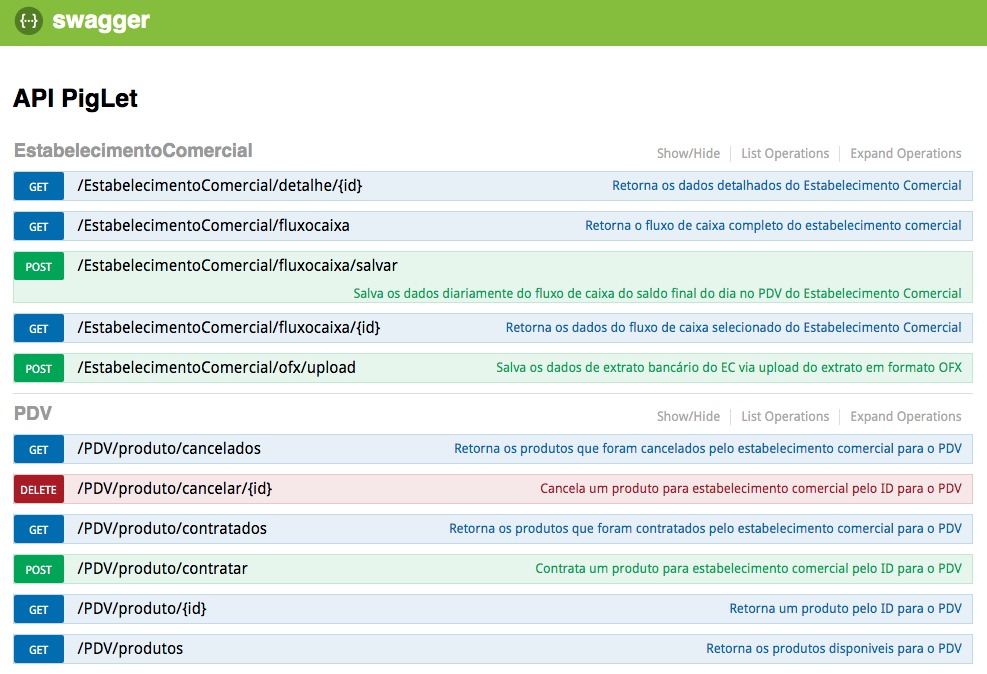 {··} swagger
API PigLet
EstabelecimentoComercial Show/Hide List Operations Expand Operations
GET /EstabelecimentoComercial/detalhe/{id} Retorna os dados detalhados do Estabelecimento Comercial
GET /EstabelecimentoComercial/fluxocaixa Retorna o fluxo de caixa completo do estabelecimento comercial
POST /EstabelecimentoComercial/fluxocaixa/salvar
Salva os dados diariamente do fluxo de caixa do saldo final do dia no PDV do Estabelecimento Comercial
GET /EstabelecimentoComercial/fluxocaixa/{id} Retorna os dados do fluxo de caixa selecionado do Estabelecimento Comercial
POST /EstabelecimentoComercial/ofx/upload Salva os dados de extrato bancário do EC via upload do extrato em formato OFX
PDV Show/Hide List Operations Expand Operations
GET /PDV/produto/cancelados Retorna os produtos que foram cancelados pelo estabelecimento comercial para o PDV
DELETE /PDV/produto/cancelar/{id} Cancela um produto para estabelecimento comercial pelo ID para o PDV
GET /PDV/produto/contratados Retorna os produtos que foram contratados pelo estabelecimento comercial para o PDV
POST /PDV/produto/contratar Contrata um produto para estabelecimento comercial pelo ID para o PDV
GET /PDV/produto/{id} Retorna um produto pelo ID para o PDV
GET /PDV/produtos Retorna os produtos disponiveis para o PDV